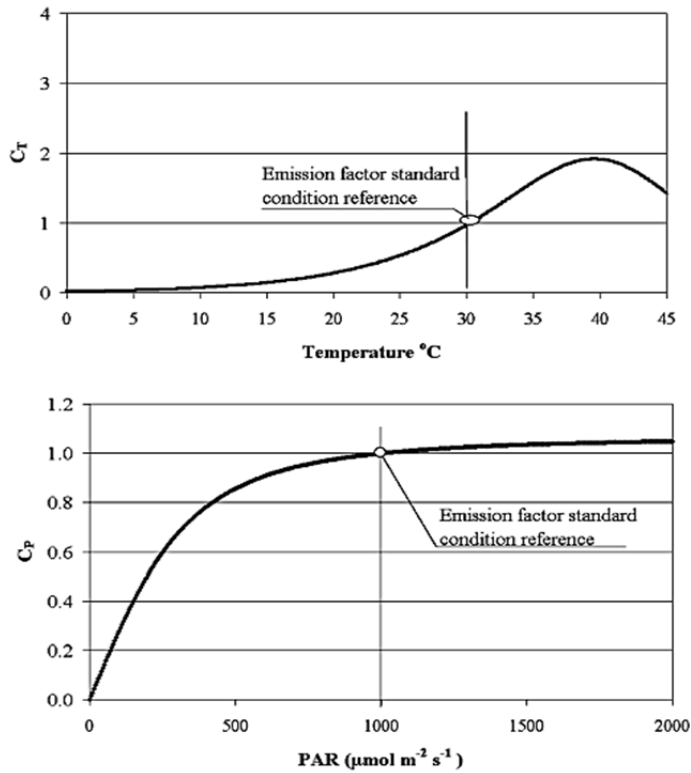 4
3
2
1
0
C_T
Emission factor standard
condition reference
0 5 10 15 20 25 30 35 40 45
Temperature °C
1.2
1.0
0.8
0.6
0.4
0.2
0.0
C_P
Emission factor standard
condition reference
0 500 1000 1500 2000
PAR (µmol m⁻² s⁻¹)